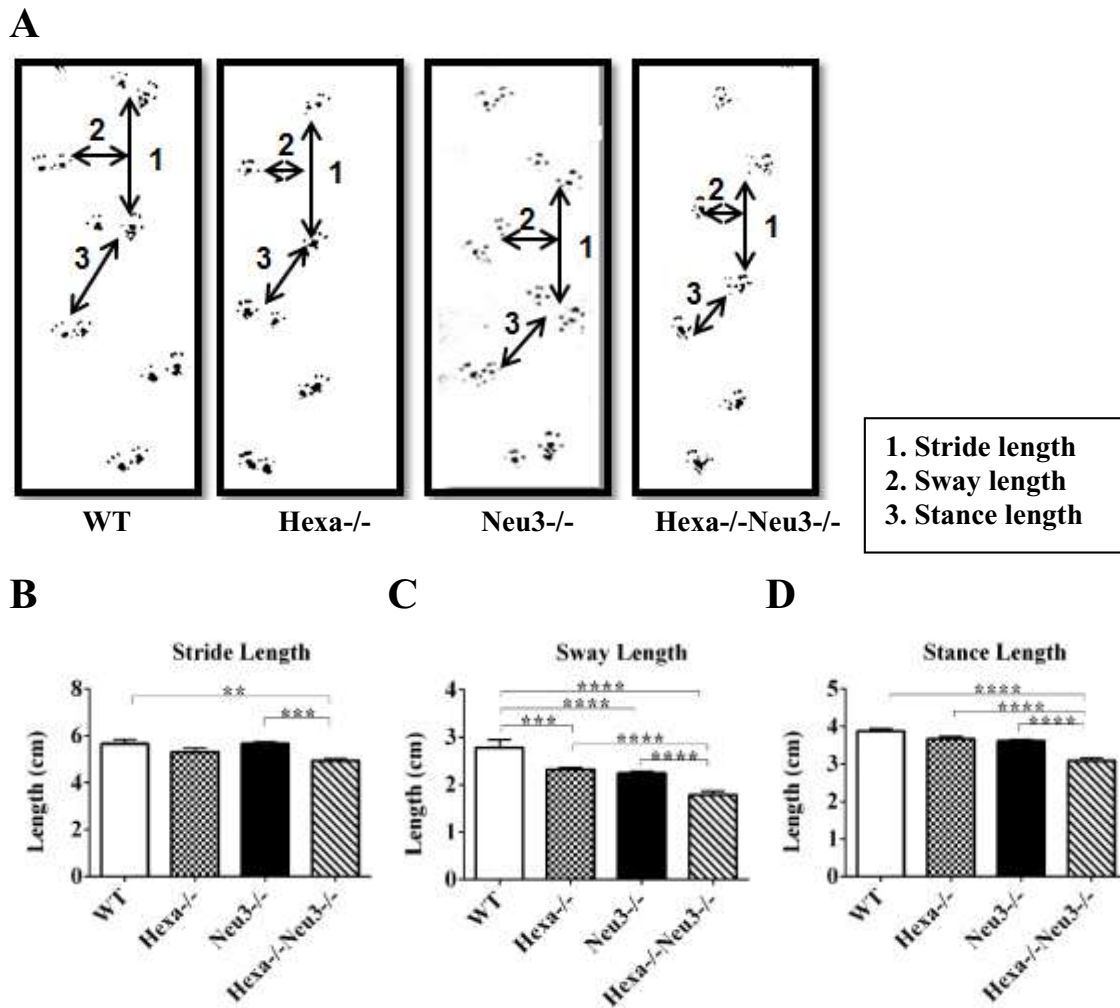 A
2
1
3
2
1
3
2
1
3
2
1
3
WT
Hexa-/-
Neu3-/-
Hexa-/-Neu3-/-
1. Stride length
2. Sway length
3. Stance length
B
Stride Length
**
***
Length (cm)
8
6
4
2
0
WT
Hexa-/-
Neu3-/-
Hexa-/-Neu3-/-
C
Sway Length
****
****
***
****
****
Length (cm)
4
3
2
1
0
WT
Hexa-/-
Neu3-/-
Hexa-/-Neu3-/-
D
Stance Length
****
****
****
Length (cm)
5
4
3
2
1
0
WT
Hexa-/-
Neu3-/-
Hexa-/-Neu3-/-